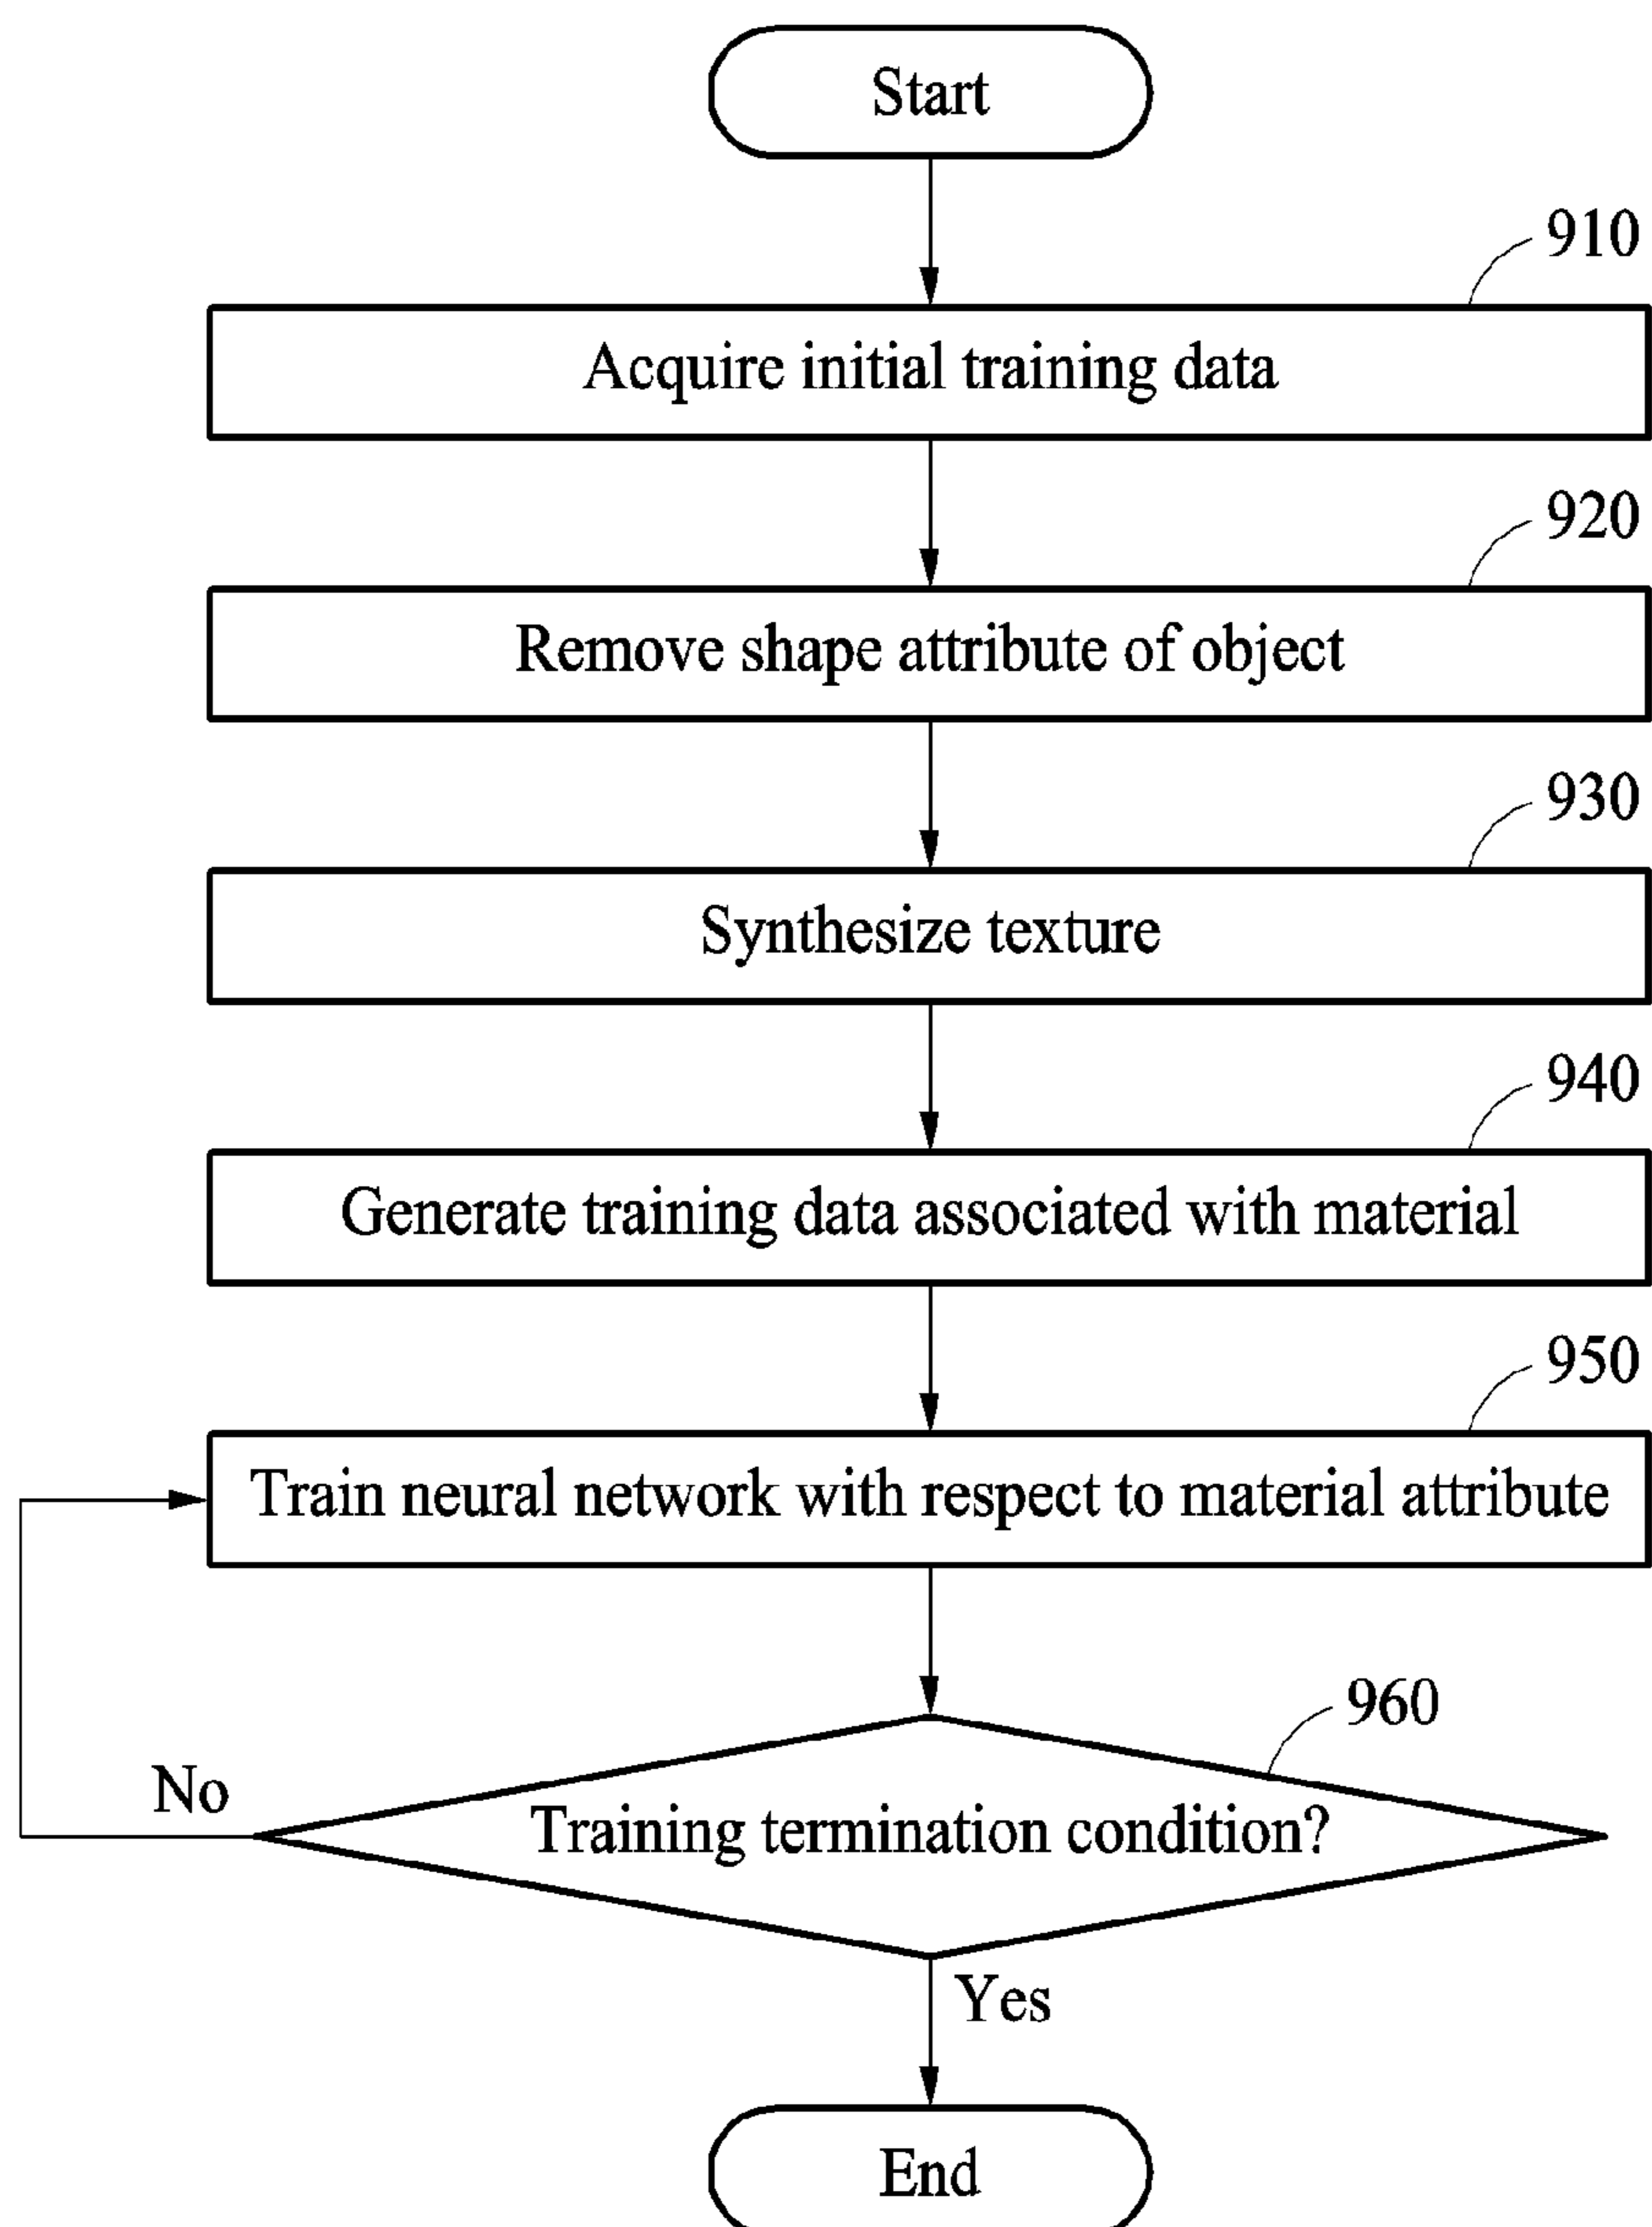 Start
910
Acquire initial training data
920
Remove shape attribute of object
930
Synthesize texture
940
Generate training data associated with material
950
Train neural network with respect to material attribute
960
No
Training termination condition?
Yes
End